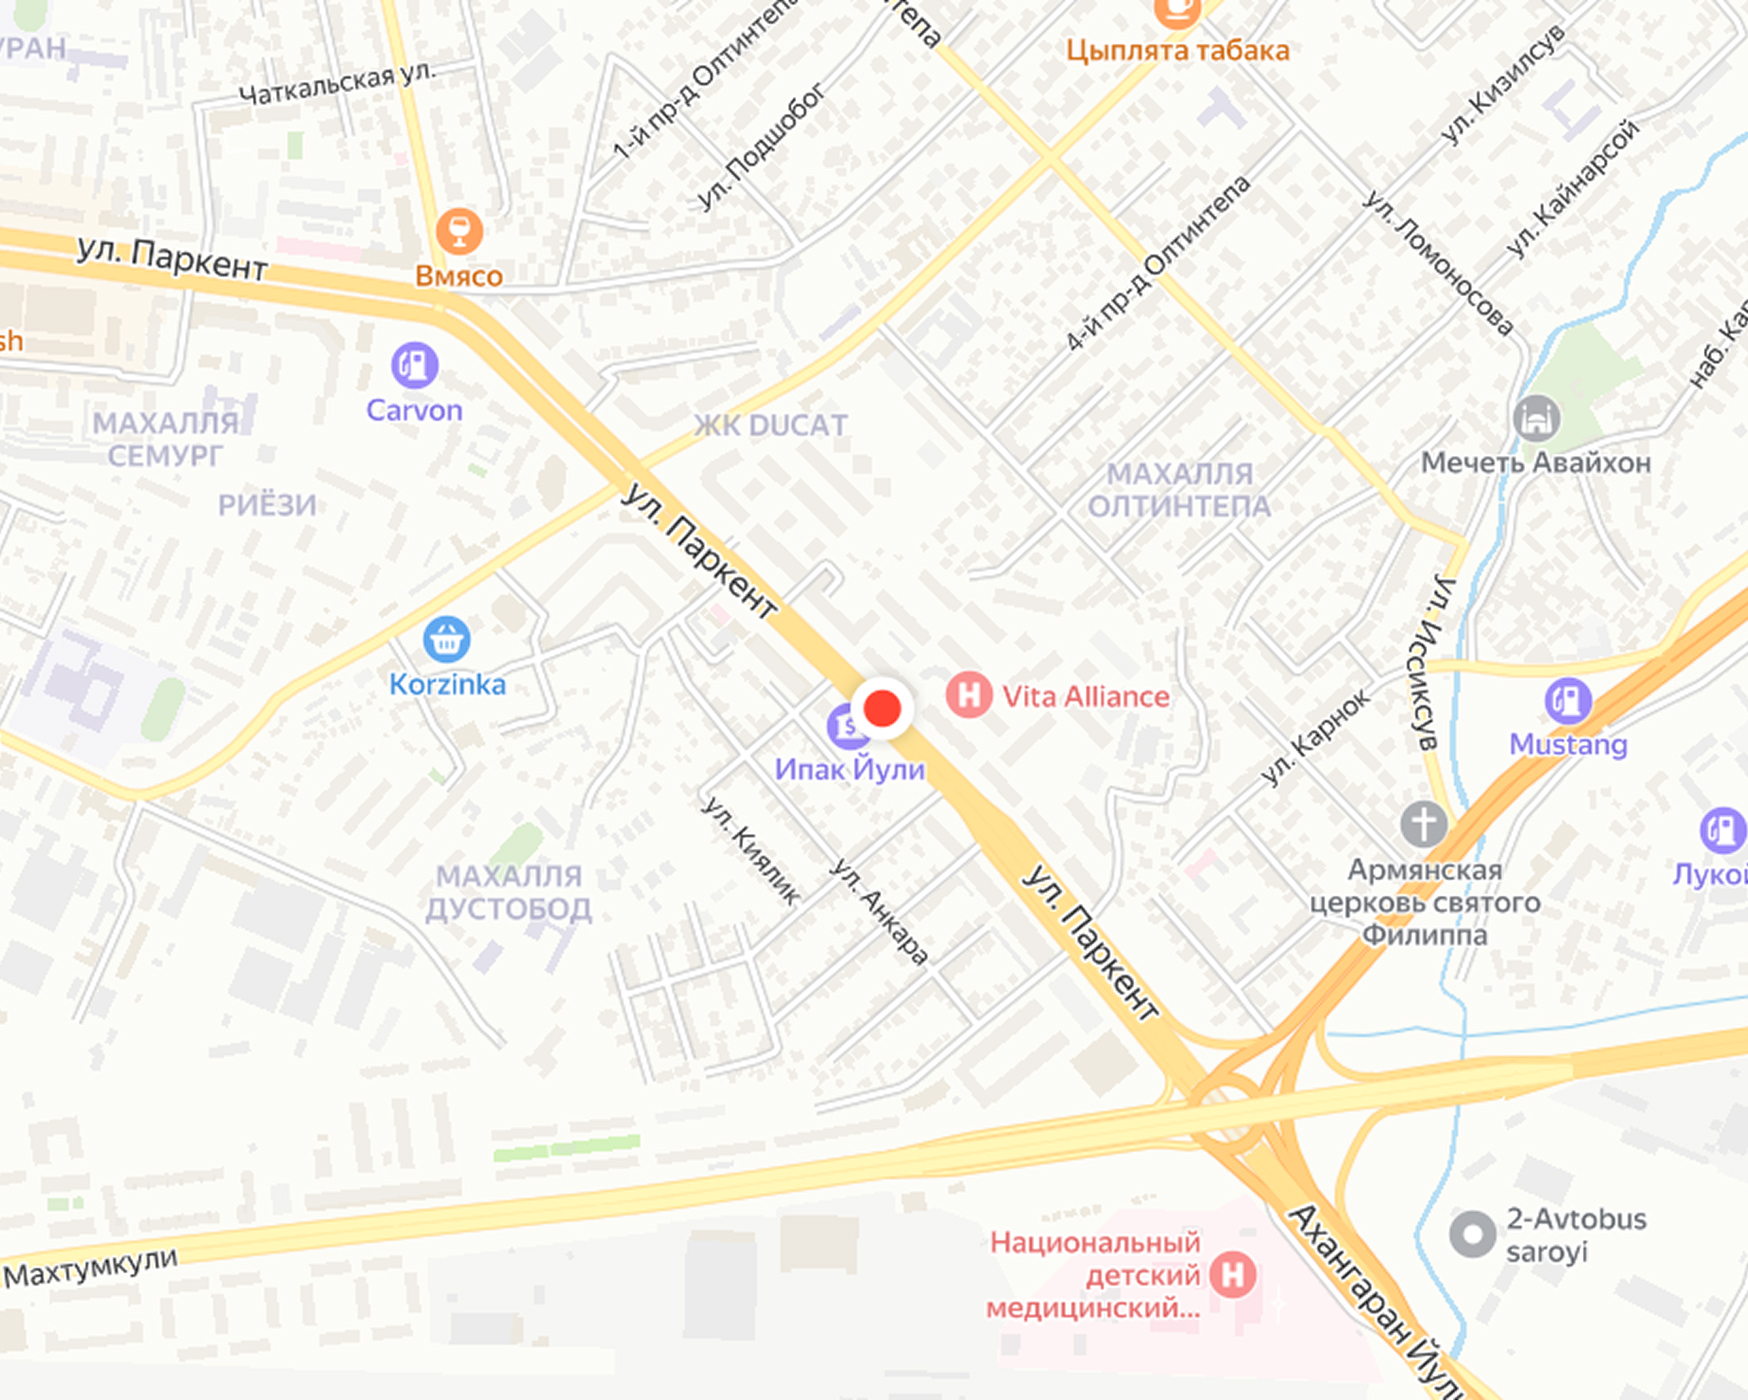 Цыплята табака
Чаткальская ул.
1-й пр-д Олтинтепа
ул. Подшобог
ул. Кизилсув
ул. Кайнарсой
ул. Ломоносова
4-й пр-д Олтинтепа
ул. Паркент
Вмясо
Carvon
МАХАЛЛЯ
СЕМУРГ
РИЁЗИ
ЖК DUCAT
МАХАЛЛЯ
ОЛТИНТЕПА
Мечеть Авайхон
ул. Паркент
ул. Иссиксув
Korzinka
Vita Alliance
Ипак Йули
ул. Карнок
Mustang
ул. Киялик
ул. Анкара
МАХАЛЛЯ
ДУСТОБОД
ул. Паркент
Армянская
церковь святого
Филиппа
Махтумкули
Национальный
детский
медицинский...
2-Avtobus
saroyi
Ахангаран Йули